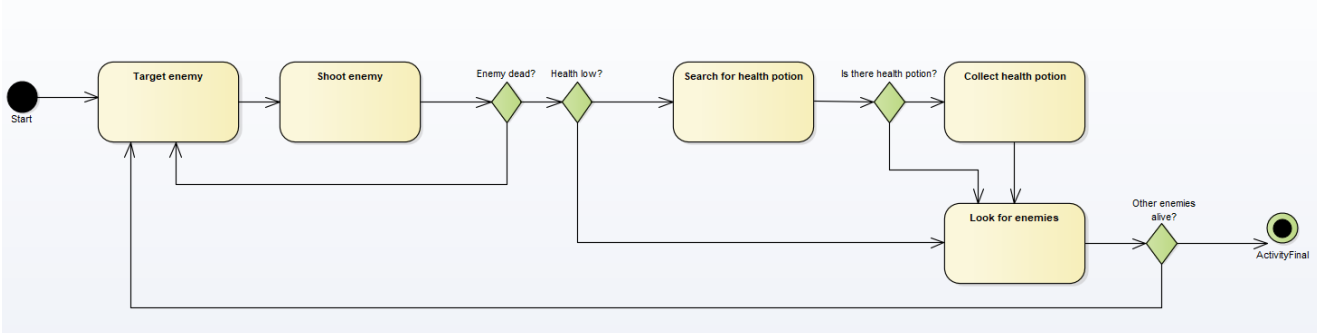 Start
Target enemy
Shoot enemy
Enemy dead?
Health low?
Search for health potion
Is there health potion?
Collect health potion
Look for enemies
Other enemies
alive?
ActivityFinal